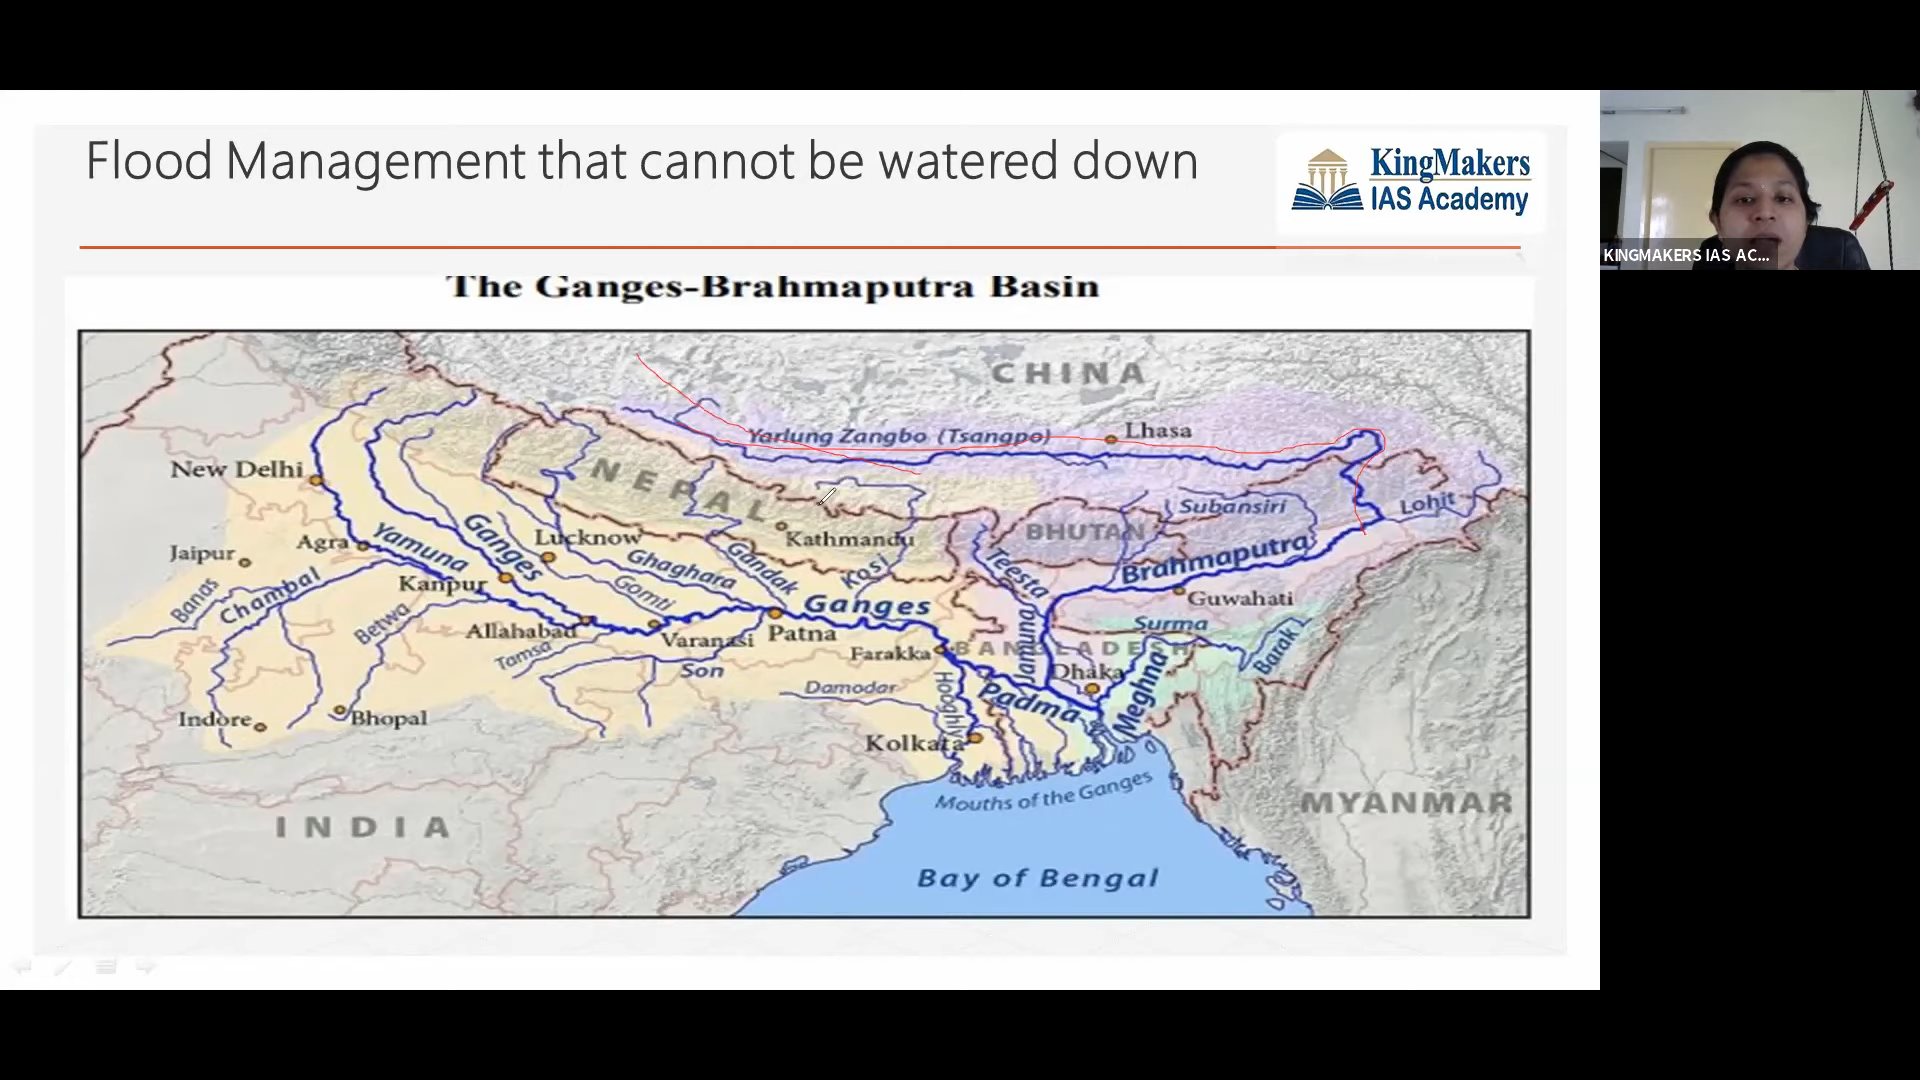 Flood Management that cannot be watered down
KingMakers
IAS Academy
KINGMAKERS IAS AC...
The Ganges-Brahmaputra Basin
CHINA
Yarlung Zangbo (Tsangpo)
Lhasa
New Delhi
NEPAL
Subansiri
Lohit
Jaipur
Agra
Yamuna
Ganges
Lucknow
Kathmandu
BHUTAN
Brahmaputra
Banas
Chambal
Kanpur
Ghaghara
Gandak
Kosi
Teesta
Gomti
Betwa
Ganges
Guwahati
Allahabad
Varanasi
Patna
Surma
Tamsa
Son
Farakka
BANGLADESH
Jamuna
Barak
Damodar
Hooghly
Padma
Dhaka
Meghna
Indore
Bhopal
Kolkata
Mouths of the Ganges
MYANMAR
INDIA
Bay of Bengal